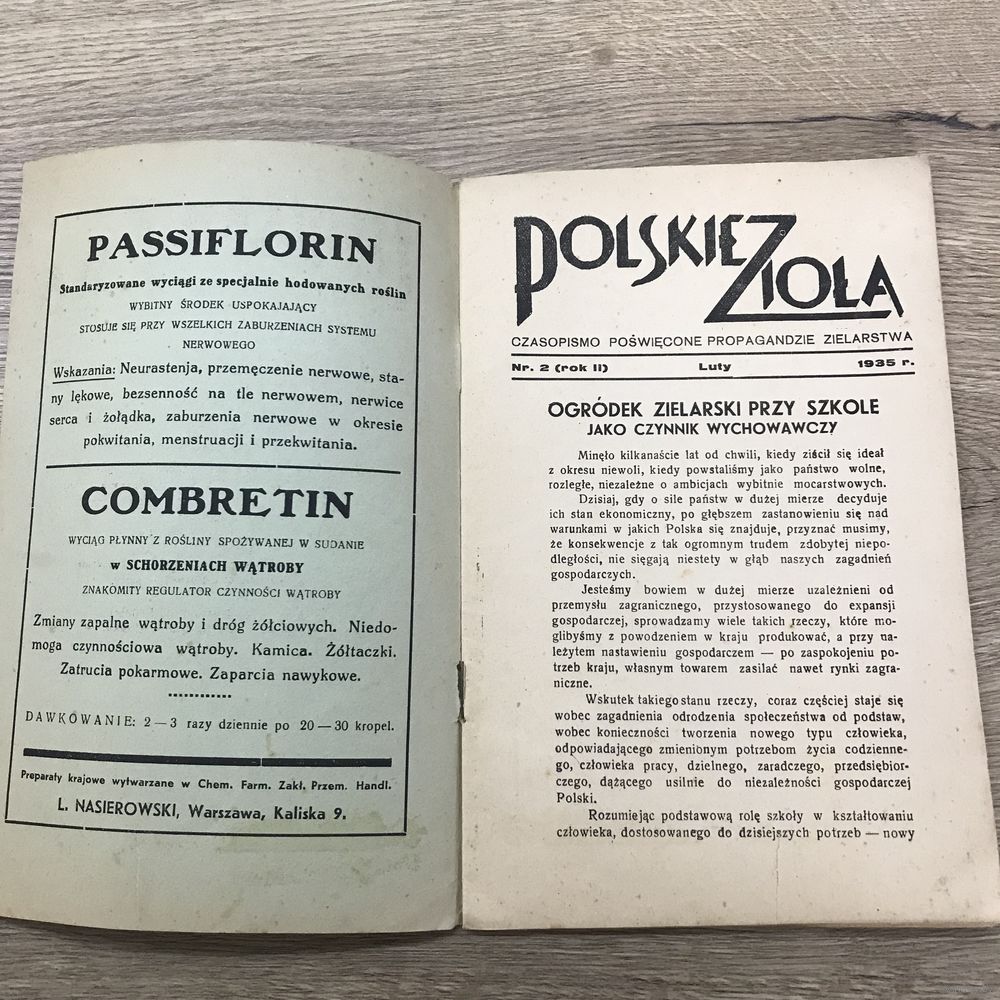 PASSIFLORIN
Standaryzowane wyciągi ze specjalnie hodowanych roślin
WYBITNY ŚRODEK USPOKAJAJĄCY
STOSUJE SIĘ PRZY WSZELKICH ZABURZENIACH SYSTEMU
NERWOWEGO
Wskazania: Neurastenja, przemęczenie nerwowe, sta-
ny lękowe, bezsenność na tle nerwowem, nerwice
serca i żołądka, zaburzenia nerwowe w okresie
pokwitania, menstruacji i przekwitania.
COMBRETIN
WYCIĄG PŁYNNY Z ROŚLINY SPOŻYWANEJ W SUDANIE
w SCHORZENIACH WĄTROBY
ZNAKOMITY REGULATOR CZYNNOŚCI WĄTROBY
Zmiany zapalne wątroby i dróg żółciowych. Niedo-
moga czynnościowa wątroby. Kamica. Żółtaczki.
Zatrucia pokarmowe. Zaparcia nawykowe.
DAWKOWANIE: 2—3 razy dziennie po 20—30 kropel.
Preparaty krajowe wytwarzane w Chem. Farm. Zakł. Przem. Handl.
L. NASIEROWSKI, Warszawa, Kaliska 9.
POLSKIE ZIOŁA
CZASOPISMO POŚWIĘCONE PROPAGANDZIE ZIELARSTWA
Nr. 2 (rok II) Luty 1935 r.
OGRÓDEK ZIELARSKI PRZY SZKOLE
JAKO CZYNNIK WYCHOWAWCZY
Minęło kilkanaście lat od chwili, kiedy ziścił się ideał
z okresu niewoli, kiedy powstaliśmy jako państwo wolne,
rozległe, niezależne o ambicjach wybitnie mocarstwowych.
Dzisiaj, gdy o sile państw w dużej mierze decyduje
ich stan ekonomiczny, po głębszem zastanowieniu się nad
warunkami w jakich Polska się znajduje, przyznać musimy,
że konsekwencje z tak ogromnym trudem zdobytej niepo-
dległości, nie sięgają niestety w głąb naszych zagadnień
gospodarczych.
Jesteśmy bowiem w dużej mierze uzależnieni od
przemysłu zagranicznego, przystosowanego do expansji
gospodarczej, sprowadzamy wiele takich rzeczy, które mo-
glibyśmy z powodzeniem w kraju produkować, a przy na-
leżytem nastawieniu gospodarczem — po zaspokojeniu po-
trzeb kraju, własnym towarem zasilać nawet rynki zagra-
niczne.
Wskutek takiego stanu rzeczy, coraz częściej staje się
wobec zagadnienia odrodzenia społeczeństwa od podstaw,
wobec konieczności tworzenia nowego typu człowieka,
odpowiadającego zmienionym potrzebom życia codzienne-
go, człowieka pracy, dzielnego, zaradczego, przedsiębior-
czego, dążącego usilnie do niezależności gospodarczej
Polski.
Rozumiejąc podstawową rolę szkoły w kształtowaniu
człowieka, dostosowanego do dzisiejszych potrzeb — nowy